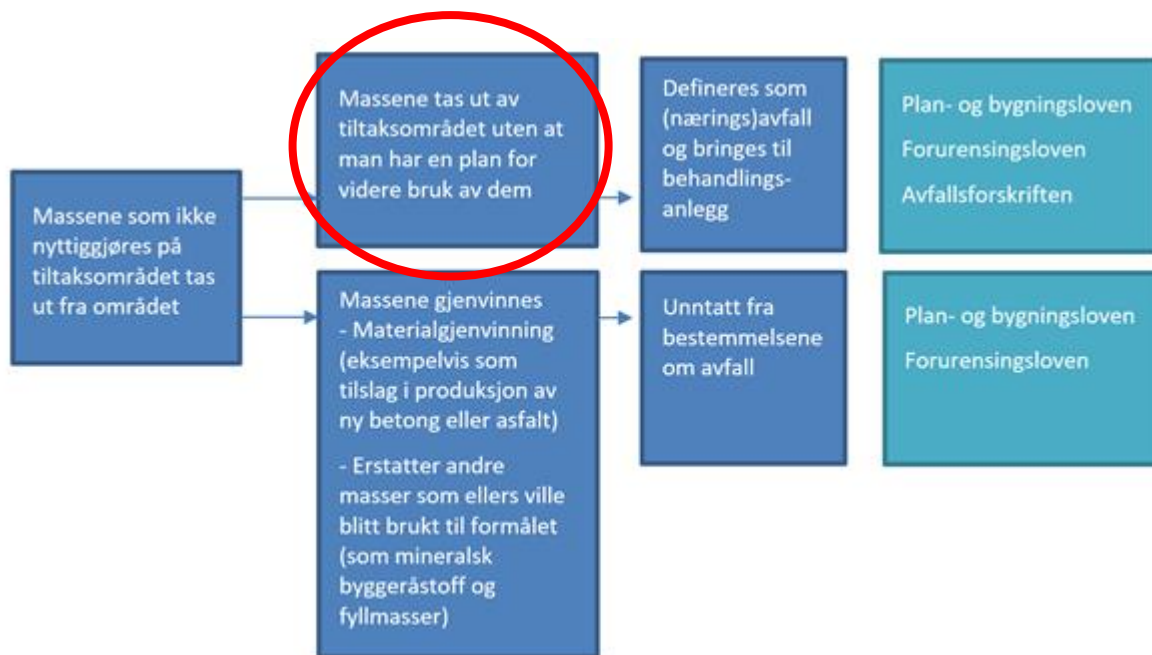 Massene som ikke
nyttiggjøres på
tiltaksområdet tas
ut fra området
Massene tas ut av
tiltaksområdet uten at
man har en plan for
videre bruk av dem
Defineres som
(nærings)avfall
og bringes til
behandlings-
anlegg
Plan- og bygningsloven
Forurensingsloven
Avfallsforskriften
Massene gjenvinnes
- Materialgjenvinning
(eksempelvis som
tilslag i produksjon av
ny betong eller asfalt)
- Erstatter andre
masser som ellers ville
blitt brukt til formålet
(som mineralsk
byggeråstoff og
fyllmasser)
Unntatt fra
bestemmelsene
om avfall
Plan- og bygningsloven
Forurensingsloven